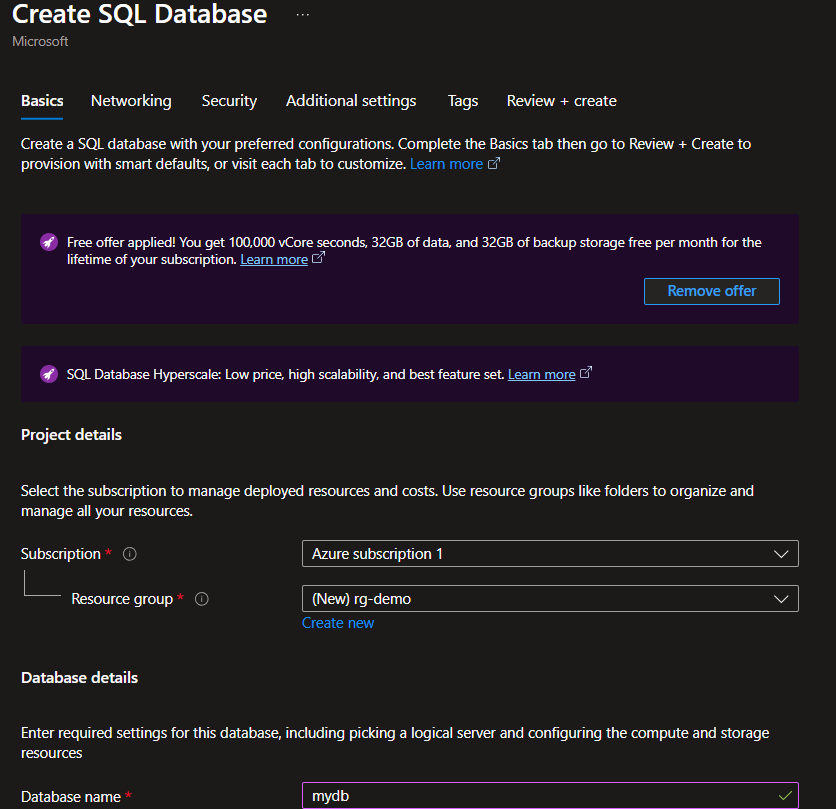 Create SQL Database ...
Microsoft
Basics Networking Security Additional settings Tags Review + create
Create a SQL database with your preferred configurations. Complete the Basics tab then go to Review + Create to
provision with smart defaults, or visit each tab to customize. Learn more
Free offer applied! You get 100,000 vCore seconds, 32GB of data, and 32GB of backup storage free per month for the
lifetime of your subscription. Learn more
Remove offer
SQL Database Hyperscale: Low price, high scalability, and best feature set. Learn more
Project details
Select the subscription to manage deployed resources and costs. Use resource groups like folders to organize and
manage all your resources.
Subscription * Azure subscription 1
Resource group * (New) rg-demo
Create new
Database details
Enter required settings for this database, including picking a logical server and configuring the compute and storage
resources
Database name * mydb